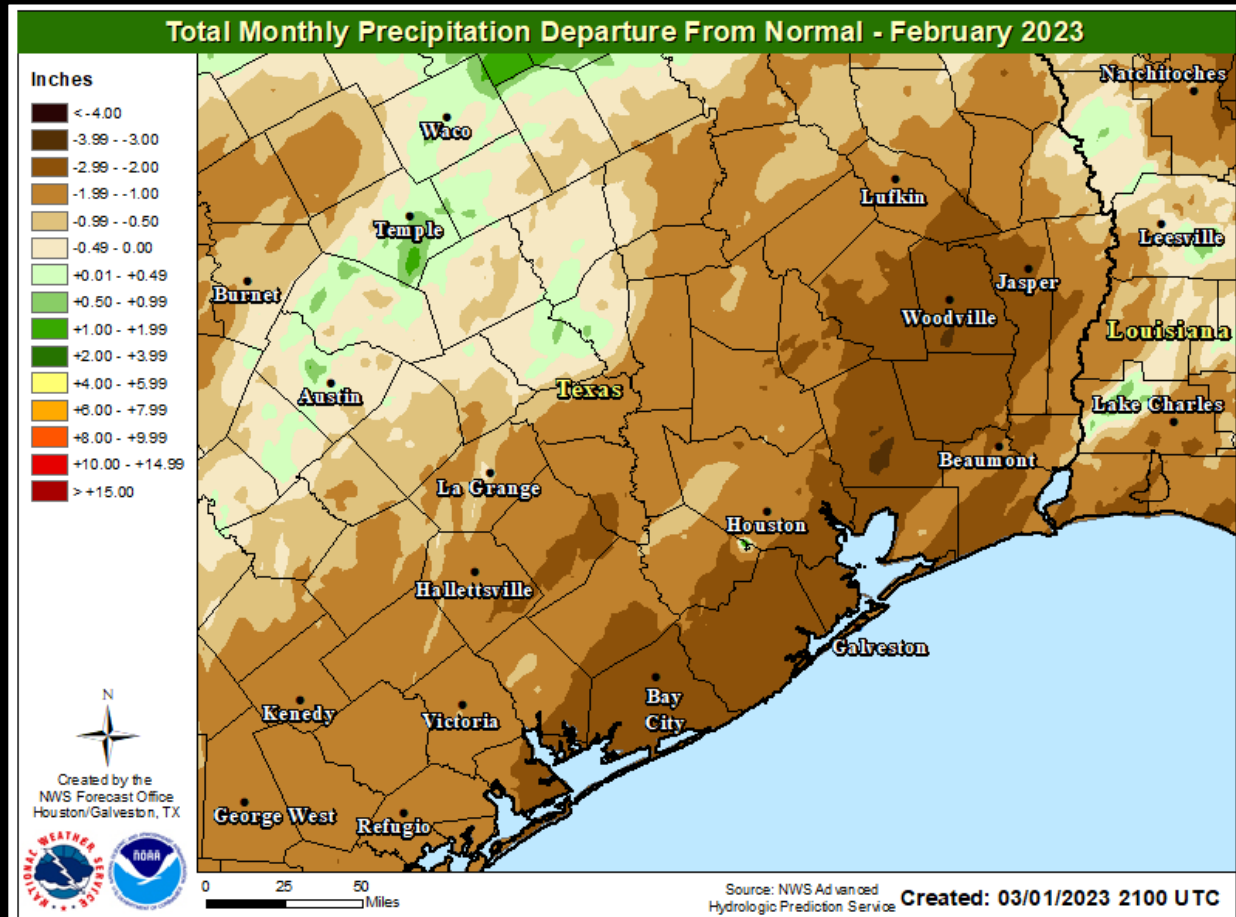 Total Monthly Precipitation Departure From Normal - February 2023
Inches
< -4.00
-3.99 - -3.00
-2.99 - -2.00
-1.99 - -1.00
-0.99 - -0.50
-0.49 - 0.00
+0.01 - +0.49
+0.50 - +0.99
+1.00 - +1.99
+2.00 - +3.99
+4.00 - +5.99
+6.00 - +7.99
+8.00 - +9.99
+10.00 - +14.99
> +15.00
Natchitoches
Waco
Lufkin
Temple
Leesville
Burnet
Jasper
Woodville
Louisiana
Austin
Texas
Lake Charles
Beaumont
La Grange
Houston
Hallettsville
Galveston
Bay
City
Kenedy
Victoria
George West
Refugio
N
Created by the
NWS Forecast Office
Houston/Galveston, TX
NATIONAL WEATHER SERVICE
NOAA
0 25 50
Miles
Source: NWS Advanced
Hydrologic Prediction Service
Created: 03/01/2023 2100 UTC